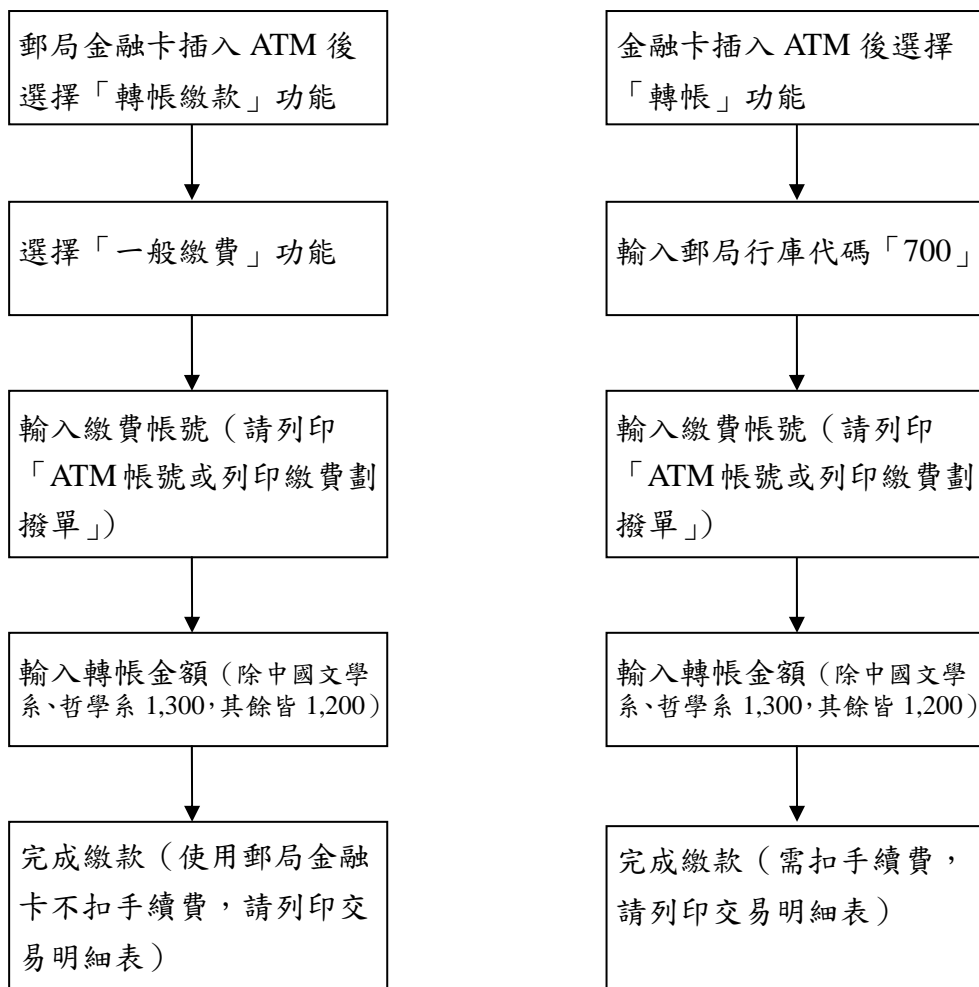 郵局金融卡插入 ATM 後
選擇「轉帳繳款」功能
選擇「一般繳費」功能
輸入繳費帳號（請列印
「ATM 帳號或列印繳費劃
撥單」）
輸入轉帳金額（除中國文學
系、哲學系 1,300，其餘皆 1,200）
完成繳款（使用郵局金融
卡不扣手續費，請列印交
易明細表）
金融卡插入 ATM 後選擇
「轉帳」功能
輸入郵局行庫代碼「700」
輸入繳費帳號（請列印
「ATM 帳號或列印繳費劃
撥單」）
輸入轉帳金額（除中國文學
系、哲學系 1,300，其餘皆 1,200）
完成繳款（需扣手續費，
請列印交易明細表）